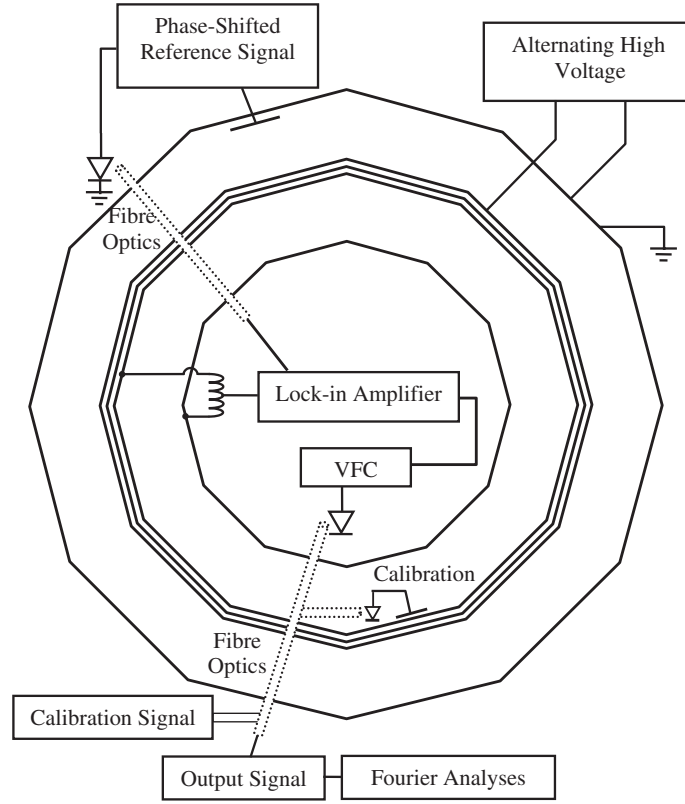 Phase-Shifted
Reference Signal
Alternating High
Voltage
Fibre
Optics
Lock-in Amplifier
VFC
Calibration
Fibre
Optics
Calibration Signal
Output Signal
Fourier Analyses